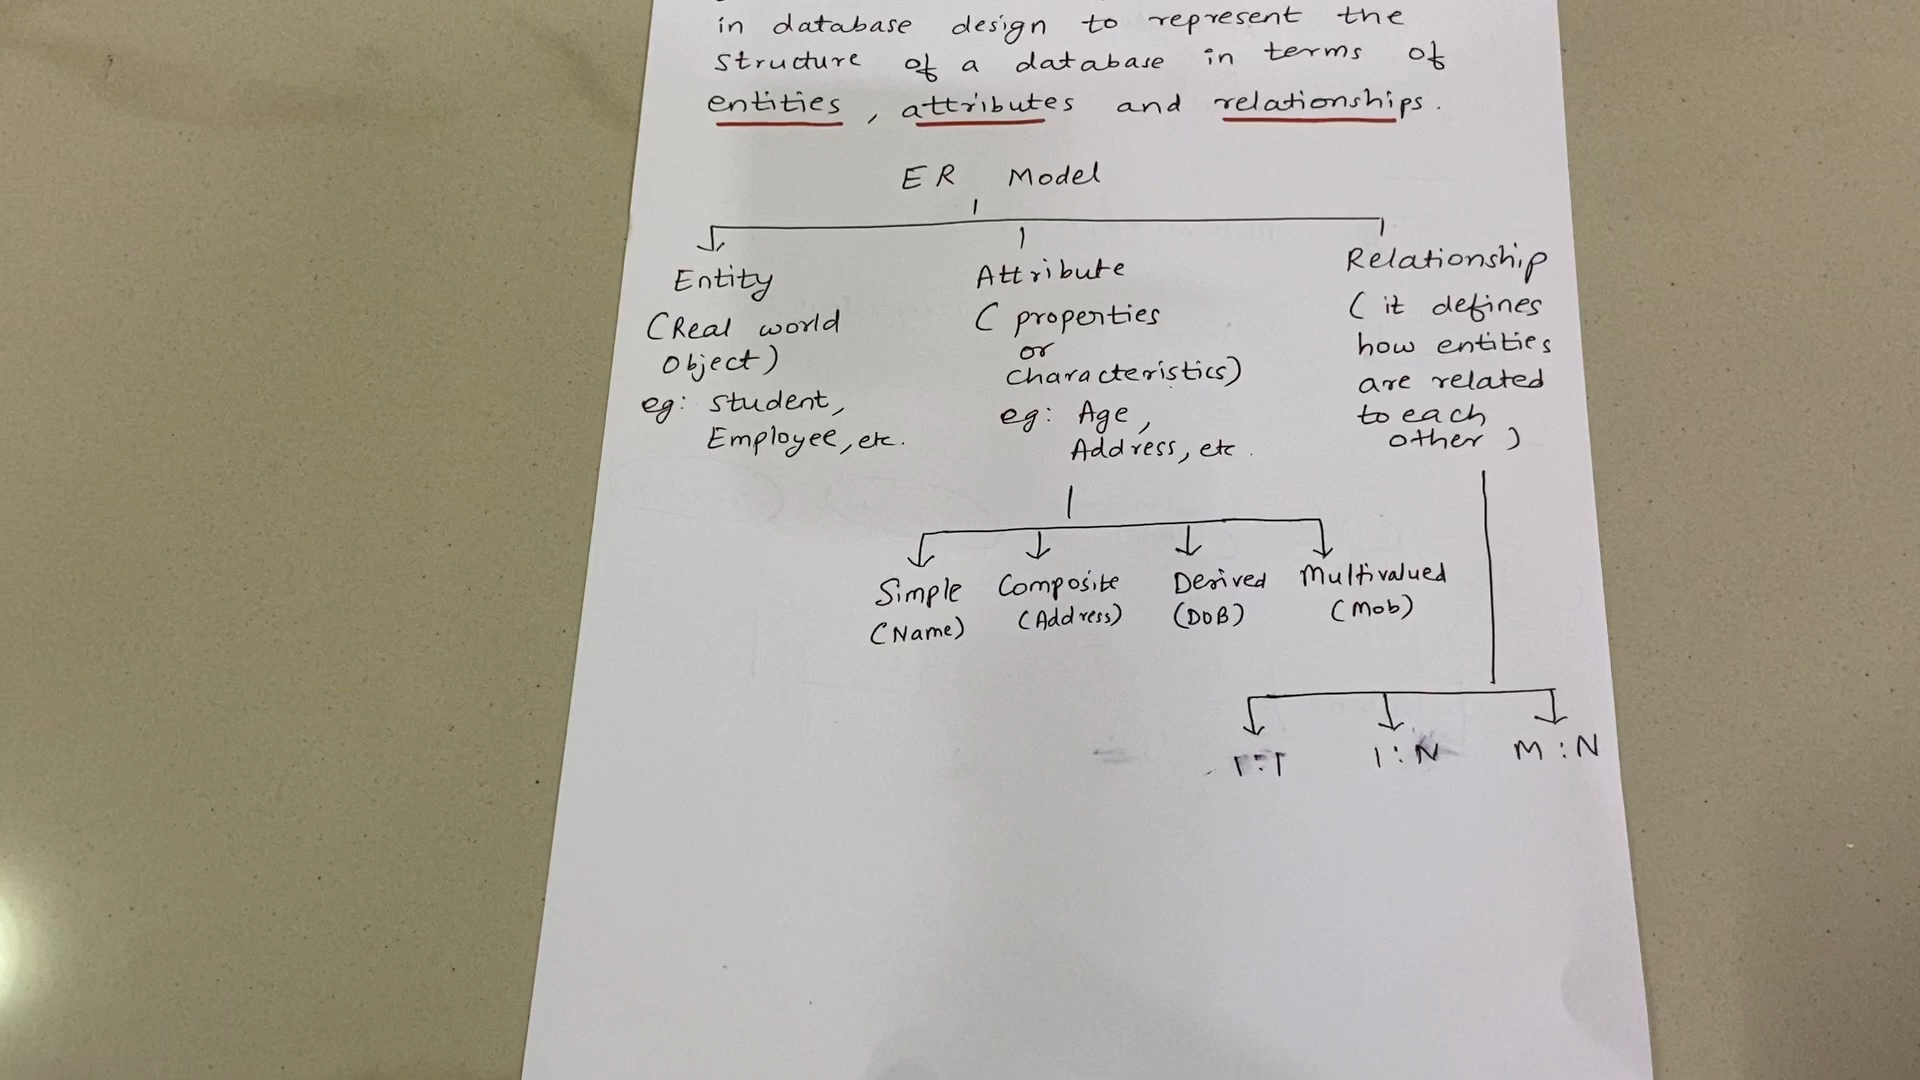 in database design to represent the
structure of a database in terms of
entities, attributes and relationships.
ER Model
Entity
(Real world
object)
eg: student,
Employee, etc.
Attribute
( properties
or
characteristics)
eg: Age,
Address, etc.
Relationship
( it defines
how entities
are related
to each
other )
Simple
(Name)
Composite
(Address)
Derived
(DOB)
Multivalued
(Mob)
1:1
1:N
M:N